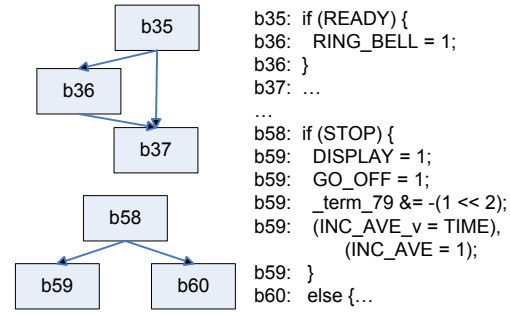 b35
b36
b37
b58
b59
b60
b35: if (READY) {
b36: RING_BELL = 1;
b36: }
b37: …
…
b58: if (STOP) {
b59: DISPLAY = 1;
b59: GO_OFF = 1;
b59: _term_79 &= -(1 << 2);
b59: (INC_AVE_v = TIME),
(INC_AVE = 1);
b59: }
b60: else {…